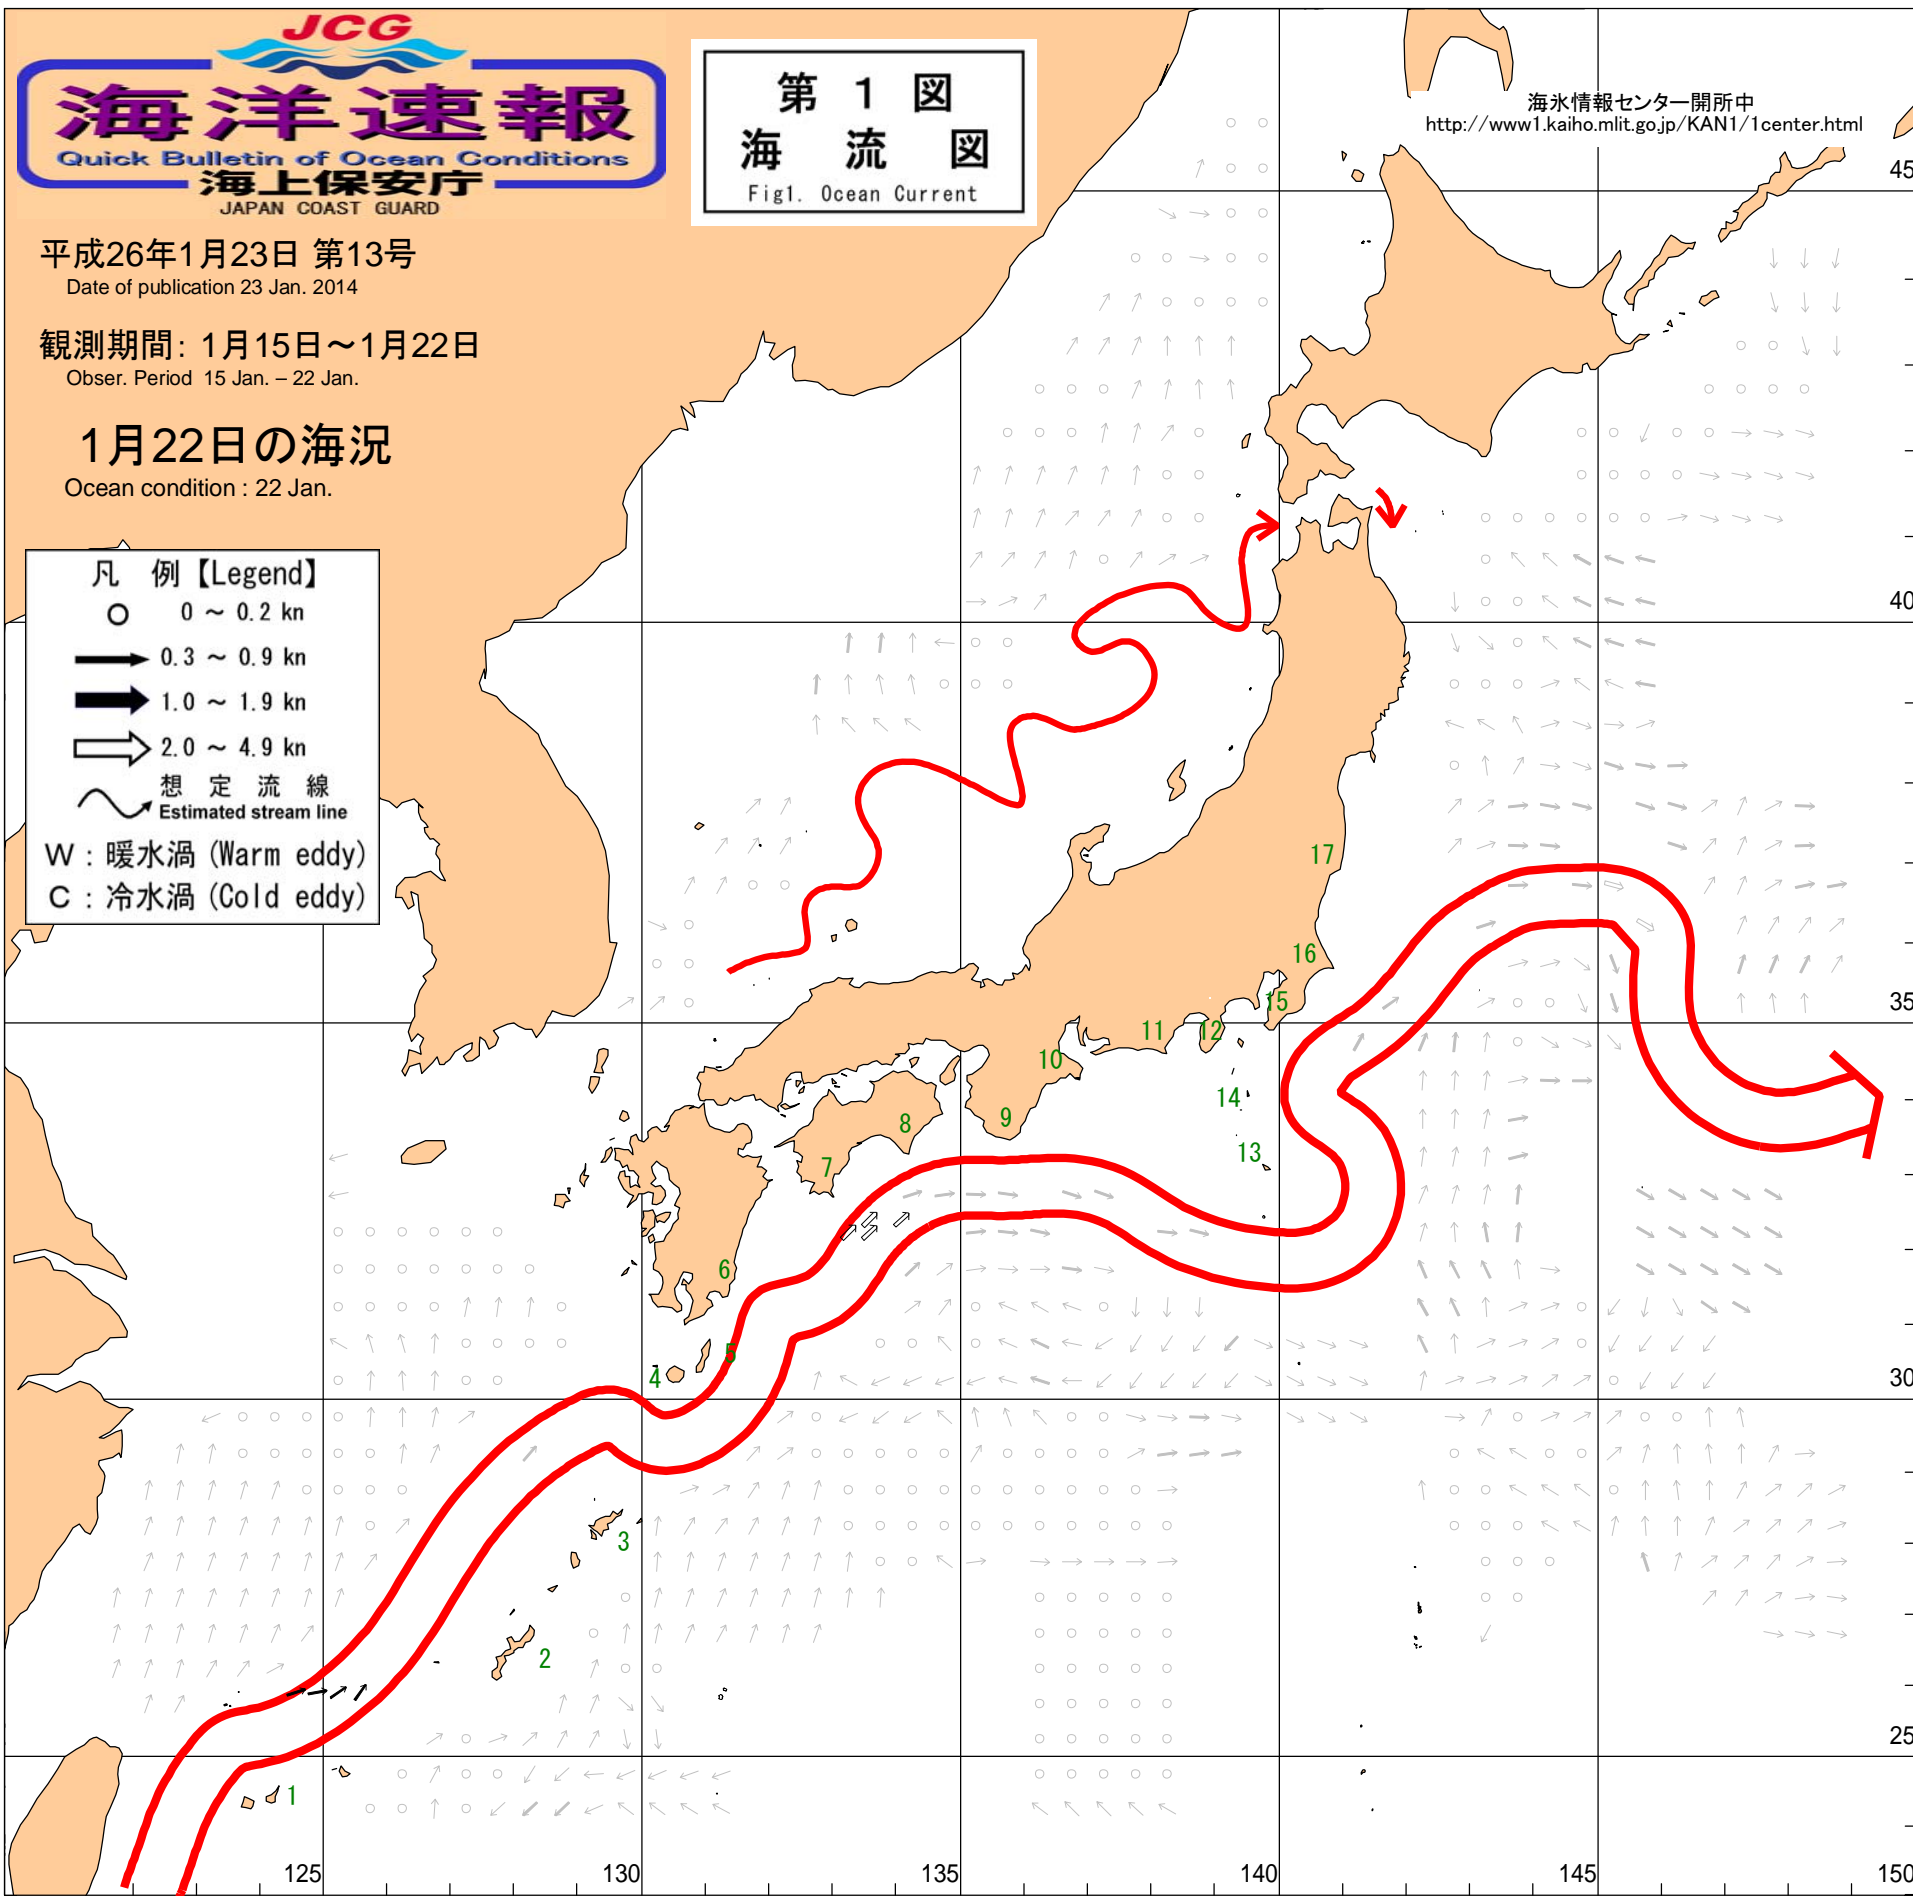 JCG
海洋速報
Quick Bulletin of Ocean Conditions
海上保安庁
JAPAN COAST GUARD
第 1 図
海 流 図
Fig1. Ocean Current
海氷情報センター開所中
http://www1.kaiho.mlit.go.jp/KAN1/1center.html
平成26年1月23日 第13号
Date of publication 23 Jan. 2014
観測期間: 1月15日～1月22日
Obser. Period 15 Jan. – 22 Jan.
1月22日の海況
Ocean condition : 22 Jan.
凡 例【Legend】
0 ～ 0.2 kn
0.3 ～ 0.9 kn
1.0 ～ 1.9 kn
2.0 ～ 4.9 kn
想 定 流 線
Estimated stream line
W : 暖水渦 (Warm eddy)
C : 冷水渦 (Cold eddy)
45
40
17
16
35
15
12
11
10
14
9
8
13
7
6
5
4
30
3
2
25
1
125
130
135
140
145
150